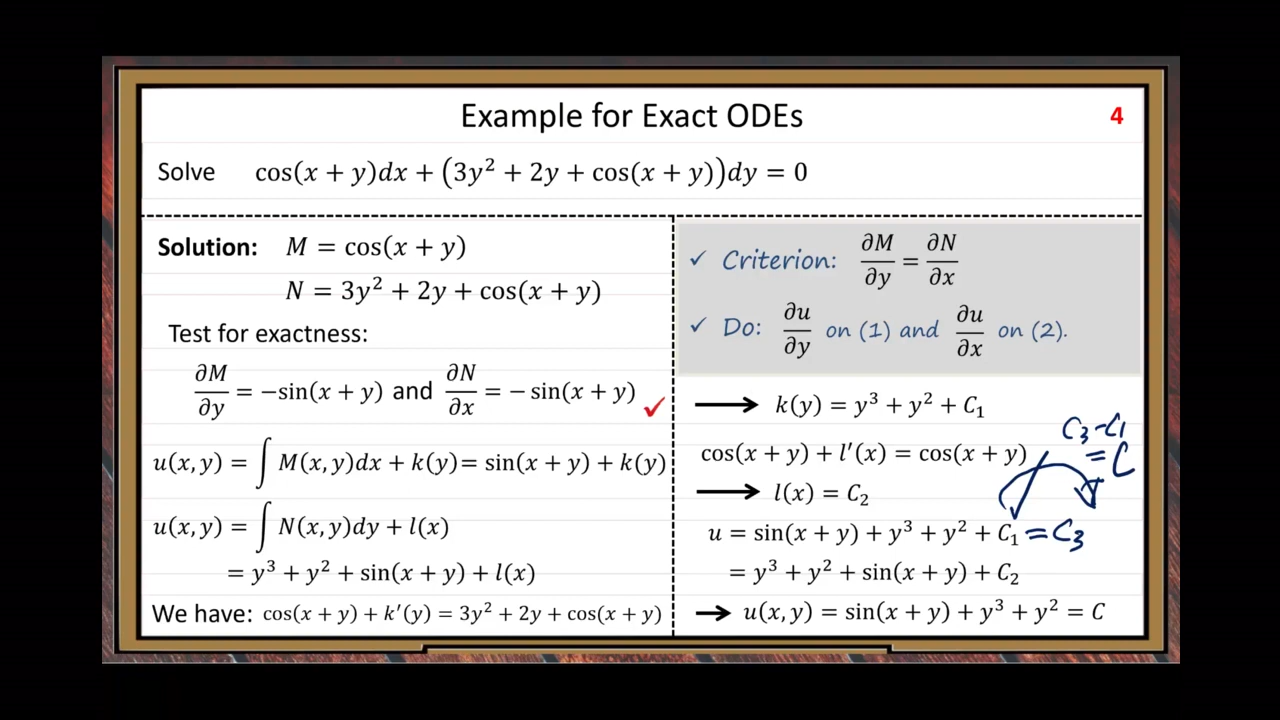 Example for Exact ODEs
4
Solve cos(x + y)dx + (3y² + 2y + cos(x + y))dy = 0
Solution: M = cos(x + y)
N = 3y² + 2y + cos(x + y)
Test for exactness:
∂M/∂y = −sin(x + y) and ∂N/∂x = − sin(x + y) ✓
u(x, y) = ∫ M(x, y)dx + k(y)= sin(x + y) + k(y)
u(x, y) = ∫ N(x, y)dy + l(x)
= y³ + y² + sin(x + y) + l(x)
We have: cos(x + y) + k′(y) = 3y² + 2y + cos(x + y)
✓ Criterion: ∂M/∂y = ∂N/∂x
✓ Do: ∂u/∂y on (1) and ∂u/∂x on (2).
⟶ k(y) = y³ + y² + C₁
C₃-C₁
= C
cos(x + y) + l′(x) = cos(x + y)
⟶ l(x) = C₂
u = sin(x + y) + y³ + y² + C₁ = C₃
= y³ + y² + sin(x + y) + C₂
→ u(x, y) = sin(x + y) + y³ + y² = C